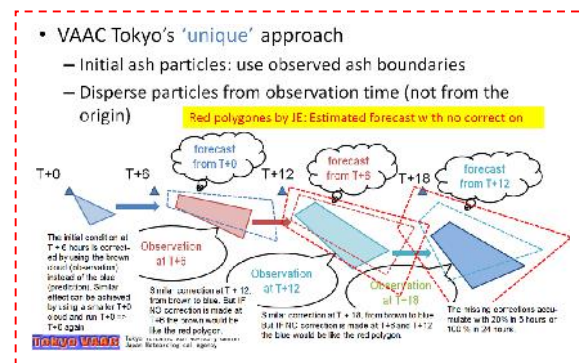 • VAAC Tokyo's 'unique' approach
– Initial ash particles: use observed ash boundaries
– Disperse particles from observation time (not from the
origin)
Red polygons by JE: Estimated forecast with no correction
T+0
T+6
T+12
T+18
forecast
from T+0
forecast
from T+6
forecast
from T+12
Observation
at T+6
Observation
at T+12
Observation
at T+18
The initial condition at
T + 6 hours is correct-
ed by using the brown
cloud (observation)
instead of the blue
(prediction). Similar
effect can be achieved
by using a smaller T+0
cloud and run T+0 =>
T+6 again
Similar correction at T + 12,
from brown to blue. But IF
NO correction is made at
T+6 the brown would be
like the red polygon.
Similar correction at T + 18, from brown to blue.
But IF NO correction is made at T+6 and T+12
the blue would be like the red polygon.
The missing corrections accu-
mulate with 20% in 6 hours or
100 % in 24 hours.
Tokyo VAAC